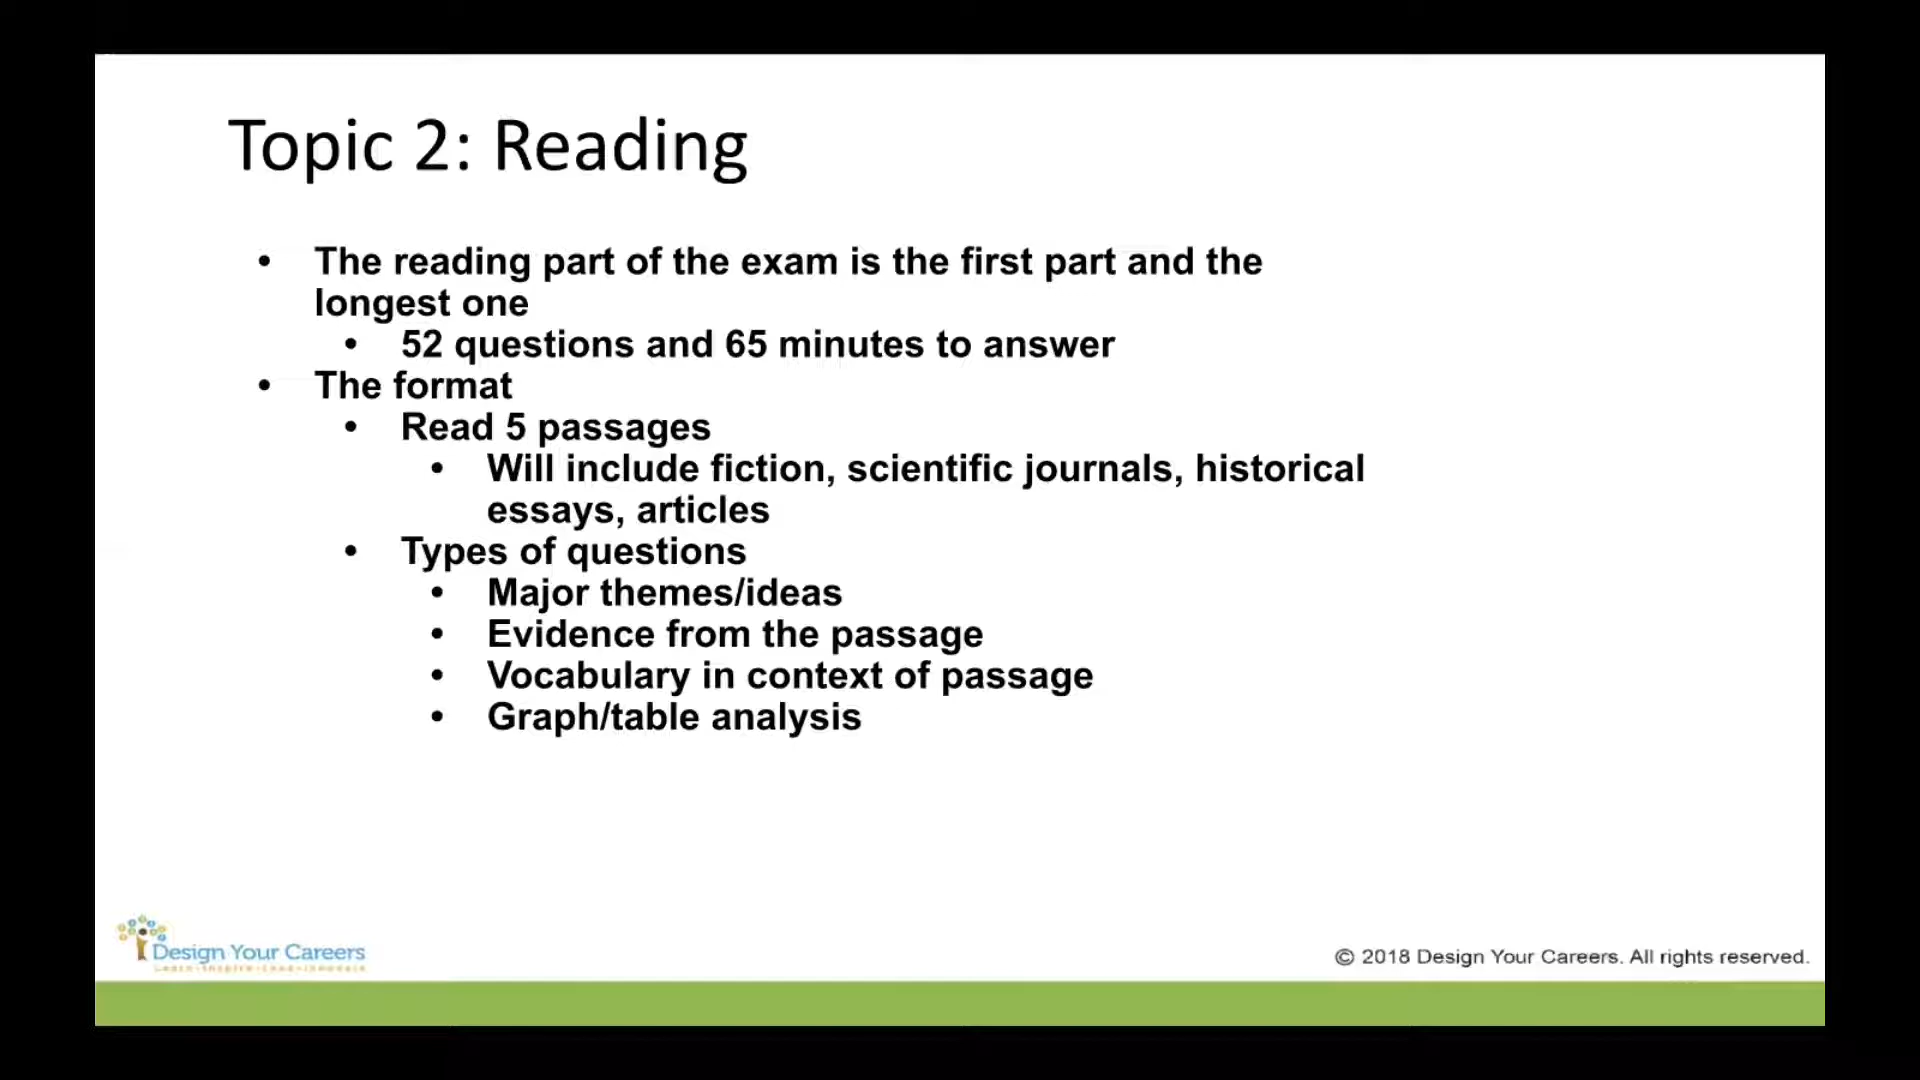 Topic 2: Reading
• The reading part of the exam is the first part and the
longest one
• 52 questions and 65 minutes to answer
• The format
• Read 5 passages
• Will include fiction, scientific journals, historical
essays, articles
• Types of questions
• Major themes/ideas
• Evidence from the passage
• Vocabulary in context of passage
• Graph/table analysis
Design Your Careers
© 2018 Design Your Careers. All rights reserved.